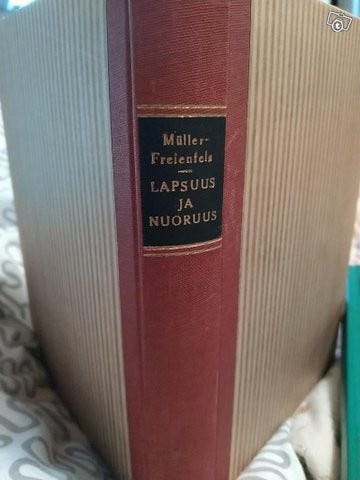 Müller-
Freienfels
LAPSUUS
JA
NUORUUS